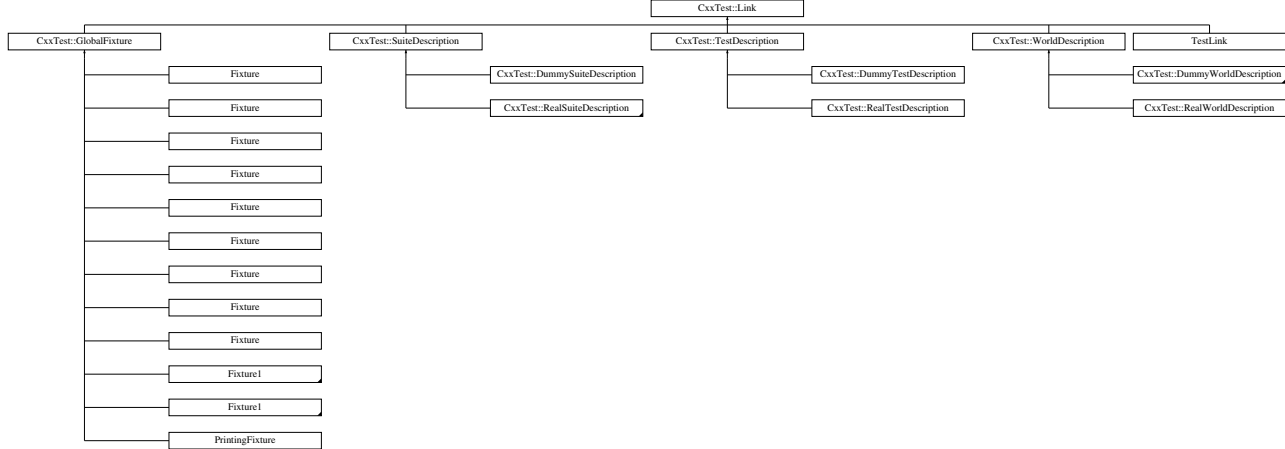 CxxTest::Link
CxxTest::GlobalFixture CxxTest::SuiteDescription CxxTest::TestDescription CxxTest::WorldDescription TestLink
Fixture CxxTest::DummySuiteDescription CxxTest::DummyTestDescription CxxTest::DummyWorldDescription
Fixture CxxTest::RealSuiteDescription CxxTest::RealTestDescription CxxTest::RealWorldDescription
Fixture
Fixture
Fixture
Fixture
Fixture
Fixture
Fixture
Fixture1
Fixture1
PrintingFixture